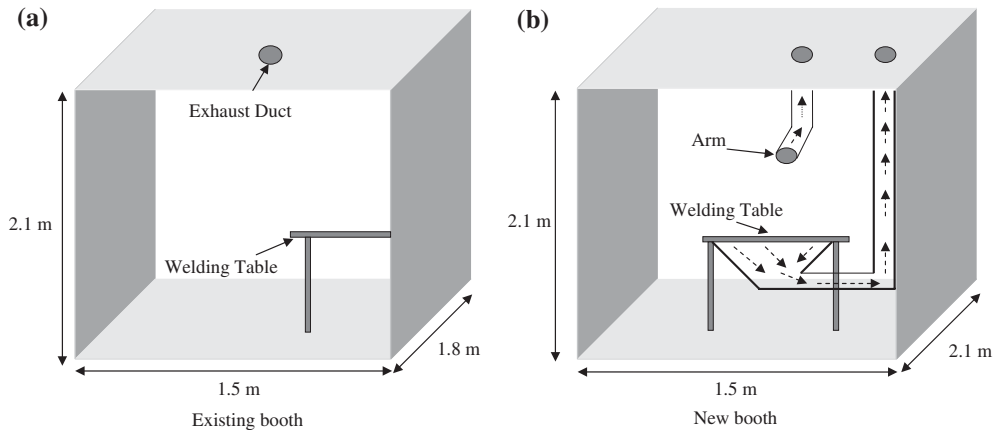 (a)
Exhaust Duct
2.1 m
Welding Table
1.8 m
1.5 m
Existing booth
(b)
Arm
Welding Table
2.1 m
2.1 m
1.5 m
New booth